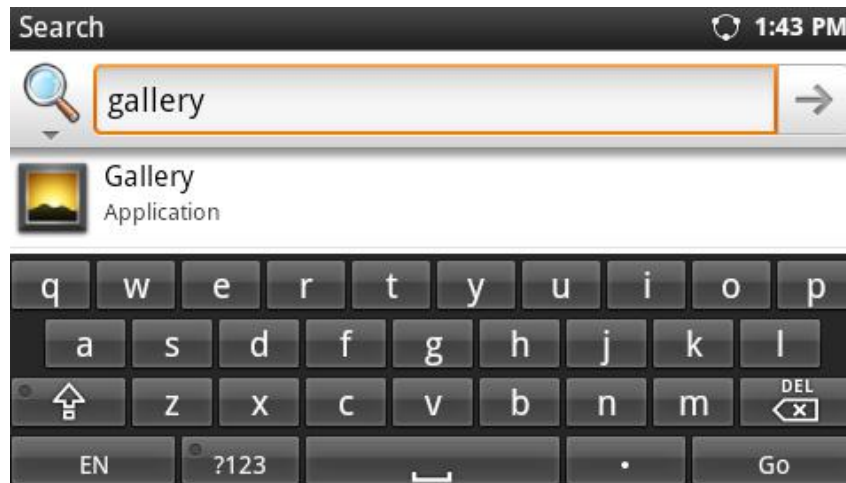 Search 1:43 PM
gallery
Gallery
Application
q w e r t y u i o p
a s d f g h j k l
z x c v b n m DEL
EN ?123 . Go